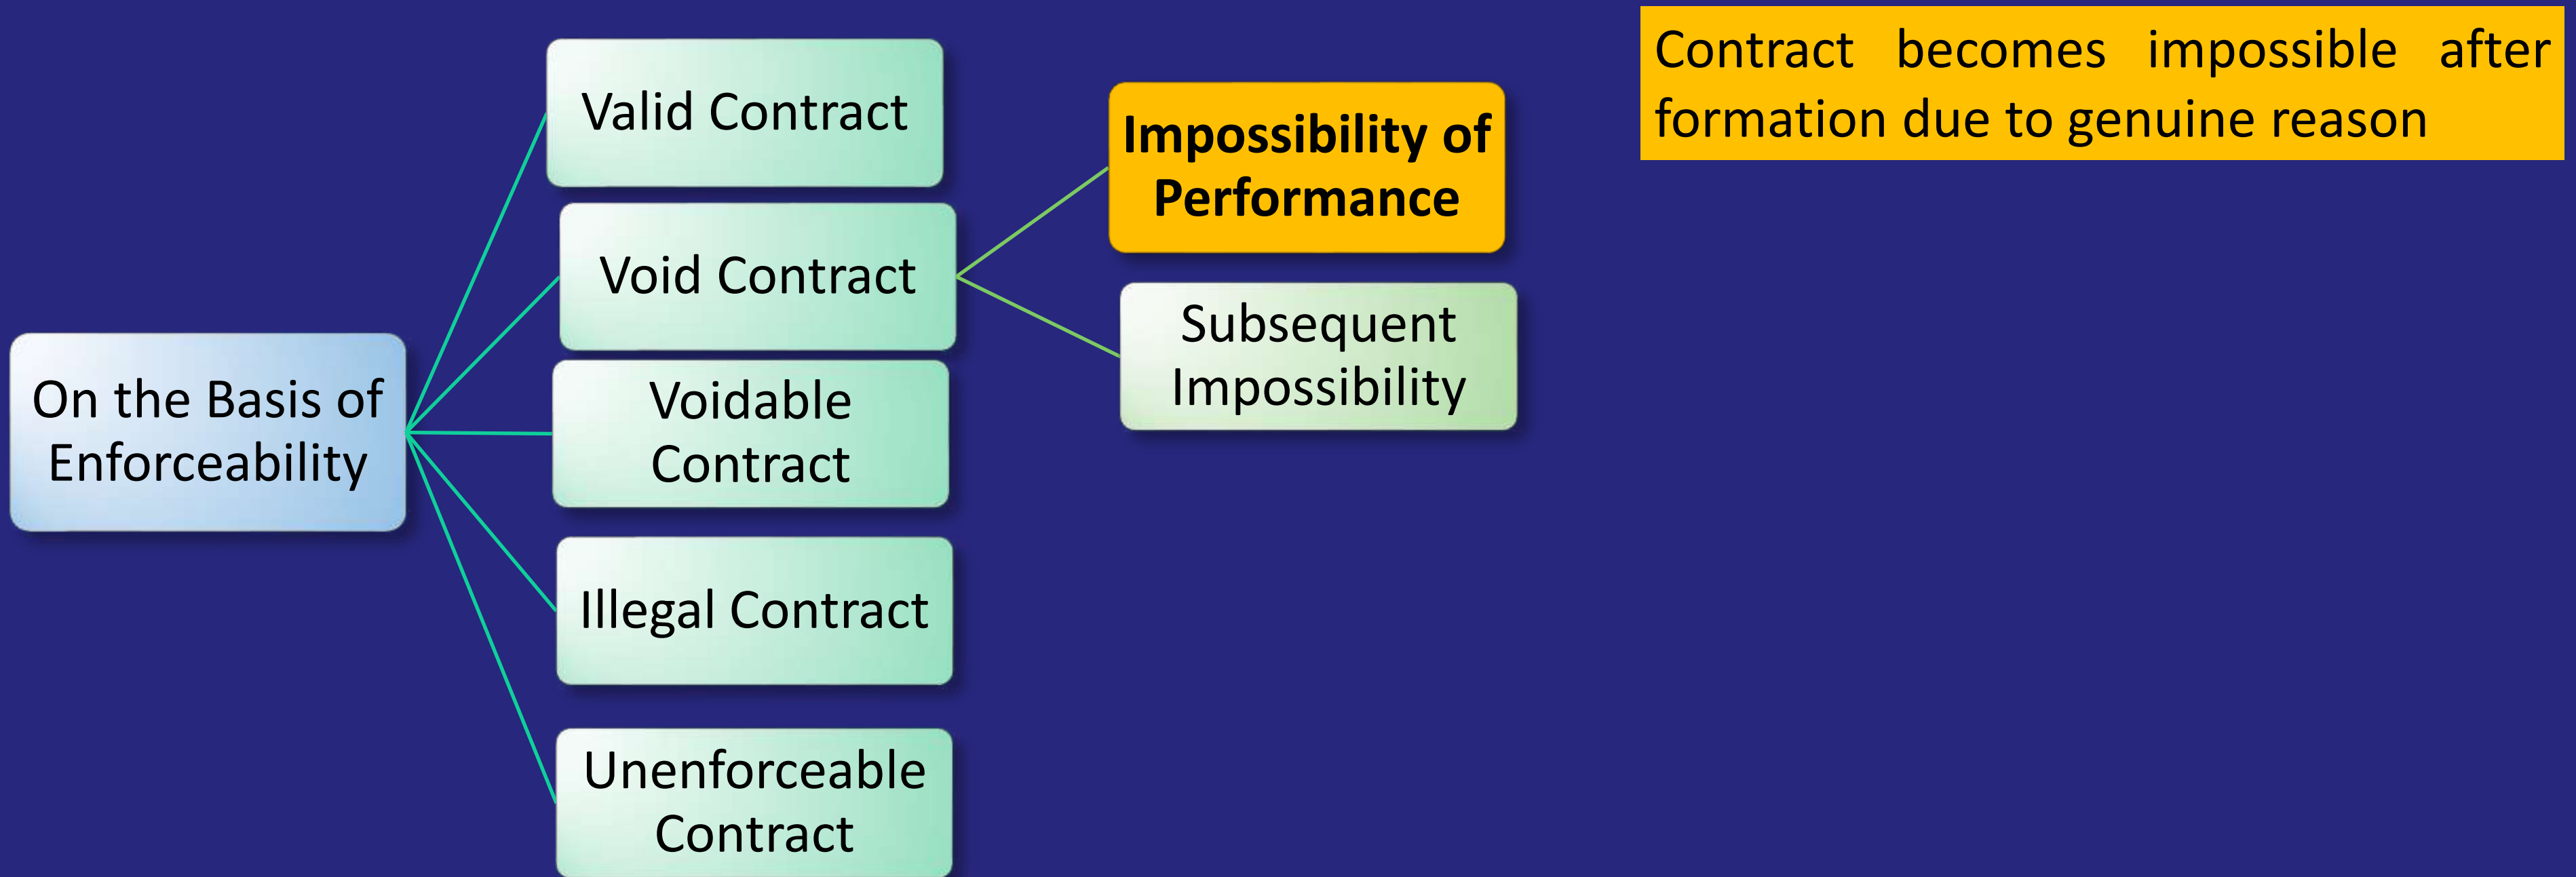 On the Basis of
Enforceability
Valid Contract
Void Contract
Voidable
Contract
Illegal Contract
Unenforceable
Contract
Impossibility of
Performance
Subsequent
Impossibility
Contract becomes impossible after
formation due to genuine reason